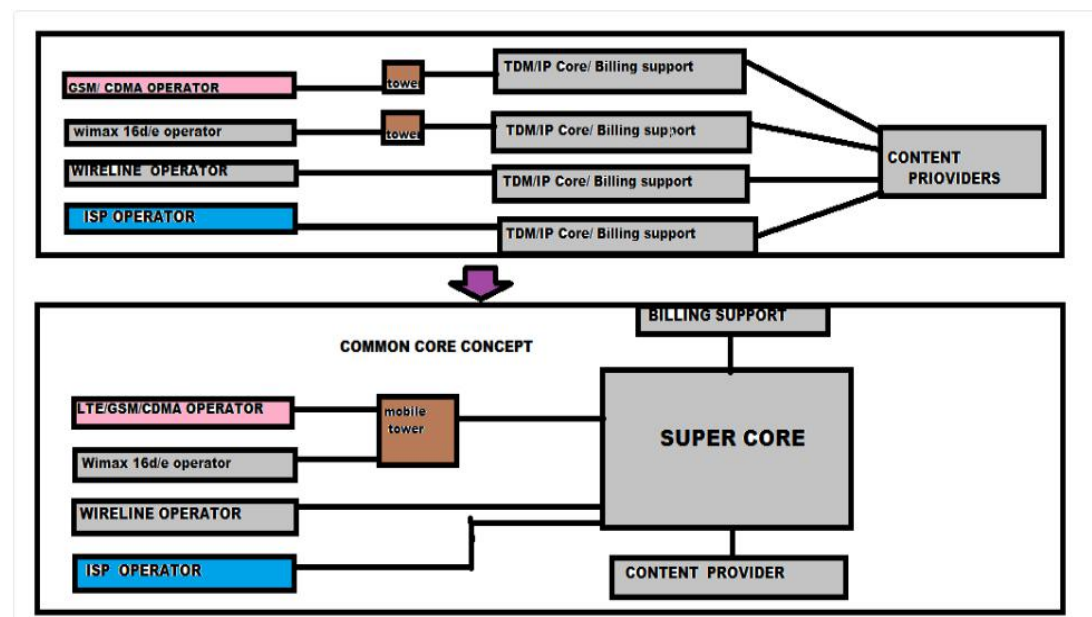 GSM/ CDMA OPERATOR
tower
TDM/IP Core/ Billing support
wimax 16d/e operator
tower
TDM/IP Core/ Billing support
WIRELINE OPERATOR
TDM/IP Core/ Billing support
ISP OPERATOR
TDM/IP Core/ Billing support
CONTENT
PRIOVIDERS
BILLING SUPPORT
COMMON CORE CONCEPT
LTE/GSM/CDMA OPERATOR
mobile
tower
SUPER CORE
Wimax 16d/e operator
WIRELINE OPERATOR
ISP OPERATOR
CONTENT PROVIDER